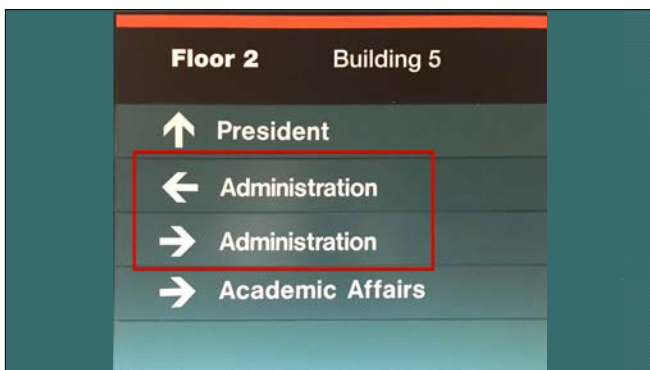 Floor 2 Building 5
President
Administration
Administration
Academic Affairs